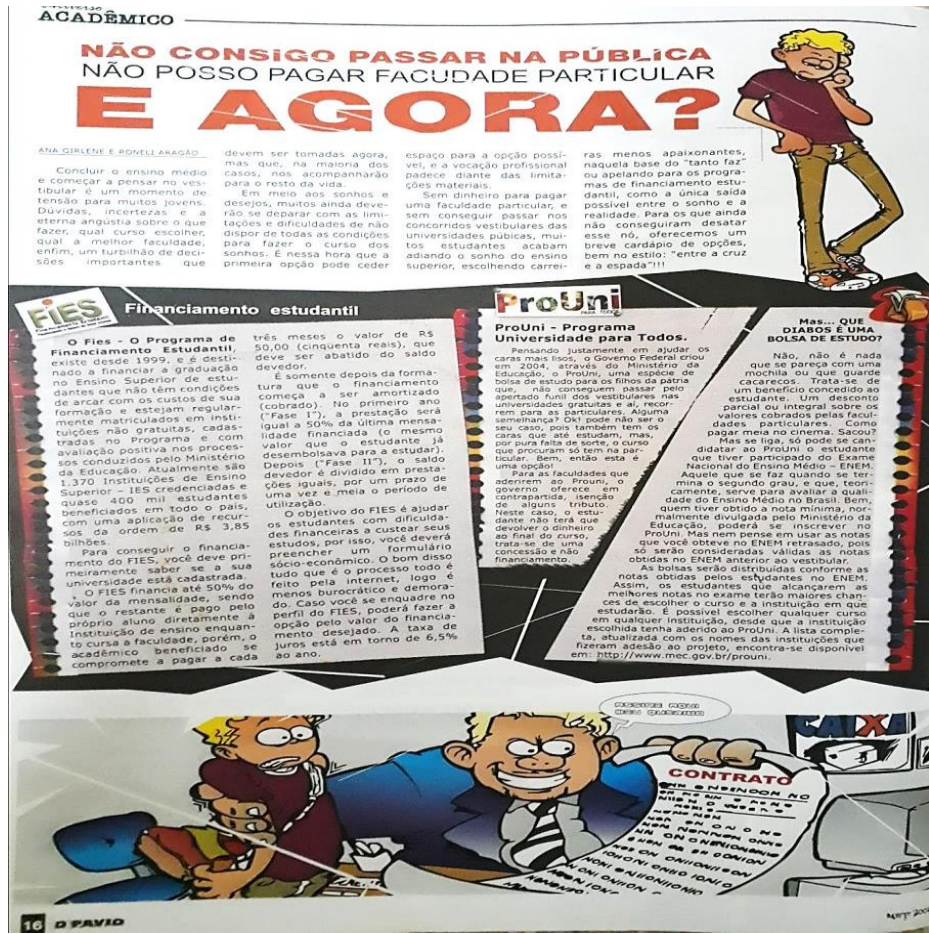 ACADÊMICO
NÃO CONSiGO PASSAR NA PÚBLiCA
NÃO POSSO PAGAR FACUDADE PARTICULAR
E AGORA?
ANA GIRLENE E RONELI ARAGÃO
Concluir o ensino médio
e começar a pensar no ves-
tibular é um momento de
tensão para muitos jovens.
Dúvidas, incertezas e a
eterna angústia sobre o que
fazer, qual curso escolher,
qual a melhor faculdade,
enfim, um turbilhão de deci-
sões importantes que
devem ser tomadas agora,
mas que, na maioria dos
casos, nos acompanharão
para o resto da vida.
Em meio aos sonhos e
desejos, muitos ainda deve-
rão se deparar com as limi-
tações e dificuldades de não
dispor de todas as condições
para fazer o curso dos
sonhos. É nessa hora que a
primeira opção pode ceder
espaço para a opção possí-
vel, e a vocação profissional
padece diante das limita-
ções materiais.
Sem dinheiro para pagar
uma faculdade particular, e
sem conseguir passar nos
concorridos vestibulares das
universidades púbicas, mui-
tos estudantes acabam
adiando o sonho do ensino
superior, escolhendo carrei-
ras menos apaixonantes,
naquela base do "tanto faz"
ou apelando para os progra-
mas de financiamento estu-
dantil, como a única saída
possível entre o sonho e a
realidade. Para os que ainda
não conseguiram desatar
esse nó, oferecemos um
breve cardápio de opções,
bem no estilo: "entre a cruz
e a espada"!!!
FIES
Financiamento estudantil
O Fies - O Programa de
Financiamento Estudantil,
existe desde 1999, e é desti-
nado a financiar a graduação
no Ensino Superior de estu-
dantes que não têm condições
de arcar com os custos de sua
formação e estejam regular-
mente matriculados em insti-
tuições não gratuitas, cadas-
tradas no Programa e com
avaliação positiva nos proces-
sos conduzidos pelo Ministério
da Educação. Atualmente são
1.370 Instituições de Ensino
Superior – IES credenciadas e
quase 400 mil estudantes
beneficiados em todo o país,
com uma aplicação de recur-
sos da ordem de R$ 3,85
bilhões.
Para conseguir o financia-
mento do FIES, você deve pri-
meiramente saber se a sua
universidade está cadastrada.
O FIES financia até 50% do
valor da mensalidade, sendo
que o restante é pago pelo
próprio aluno diretamente à
Instituição de ensino enquan-
to cursa a faculdade, porém, o
acadêmico beneficiado se
compromete a pagar a cada
três meses o valor de R$
50,00 (cinqüenta reais), que
deve ser abatido do saldo
devedor.
É somente depois da forma-
tura que o financiamento
começa a ser amortizado
(cobrado). No primeiro ano
("Fase I"), a prestação será
igual a 50% da última mensa-
lidade financiada (o mesmo
valor que o estudante já
desembolsava para a estudar).
Depois ("Fase II"), o saldo
devedor é dividido em presta-
ções iguais, por um prazo de
uma vez e meia o período de
utilização.
O objetivo do FIES é ajudar
os estudantes com dificulda-
des financeiras a custear seus
estudos, por isso, você deverá
preencher um formulário
sócio-econômico. O bom disso
tudo que é o processo todo é
feito pela internet, logo é
menos burocrático e demora-
do. Caso você se enquadre no
perfil do FIES, poderá fazer a
opção pelo valor do financia-
mento desejado. A taxa de
juros está em torno de 6,5%
ao ano.
ProUni
ProUni - Programa
Universidade para Todos.
Pensando justamente em ajudar os
caras mais lisos, o Governo Federal criou
em 2004, através do Ministério da
Educação, o ProUni, uma espécie de
bolsa de estudo para os filhos da pátria
que, não conseguem passar pelo
apertado funil dos vestibulares nas
universidades gratuitas e aí, recor-
rem para as particulares. Alguma
semelhança? Ok! pode não ser o
seu caso, pois também tem os
caras que até estudam, mas,
por pura falta de sorte, o curso
que procuram só tem na par-
ticular. Bem, então esta é
uma opção!
Para as faculdades que
aderirem ao Prouni, o
governo oferece em
contrapartida, isenção
de alguns tributo.
Neste caso, o estu-
dante não terá que
devolver o dinheiro
ao final do curso,
trata-se de uma
concessão e não
financiamento.
Mas... QUE
DIABOS É UMA
BOLSA DE ESTUDO?
Não, não é nada
que se pareça com uma
mochila ou que guarde
cacarecos. Trata-se de
um benefício concedido ao
estudante. Um desconto
parcial ou integral sobre os
valores cobrados pelas facul-
dades particulares. Como
pagar meia no cinema. Sacou?
Mas se liga, só pode se can-
didatar ao ProUni o estudante
que tiver participado do Exame
Nacional do Ensino Médio – ENEM.
Aquele que se faz quando se ter-
mina o segundo grau, e que, teori-
camente, serve para avaliar a quali-
dade do Ensino Médio no Brasil. Bem,
quem tiver obtido a nota mínima, nor-
malmente divulgada pelo Ministério da
Educação, poderá se inscrever no
Prouni. Mas nem pense em usar as notas
que você obteve no ENEM retrasado, pois
só serão consideradas válidas as notas
obtidas no ENEM anterior ao vestibular.
As bolsas serão distribuídas conforme as
notas obtidas pelos estudantes no ENEM.
Assim, os estudantes que alcançarem as
melhores notas no exame terão maiores chan-
ces de escolher o curso e a instituição em que
estudarão. É possível escolher qualquer curso
em qualquer instituição, desde que a instituição
escolhida tenha aderido ao ProUni. A lista comple-
ta, atualizada com os nomes das instituições que
fizeram adesão ao projeto, encontra-se disponível
em: http://www.mec.gov.br/prouni.
ASSINE AQUI
MEU QUERIDO
CAIXA
CONTRATO
16 O PAVIO